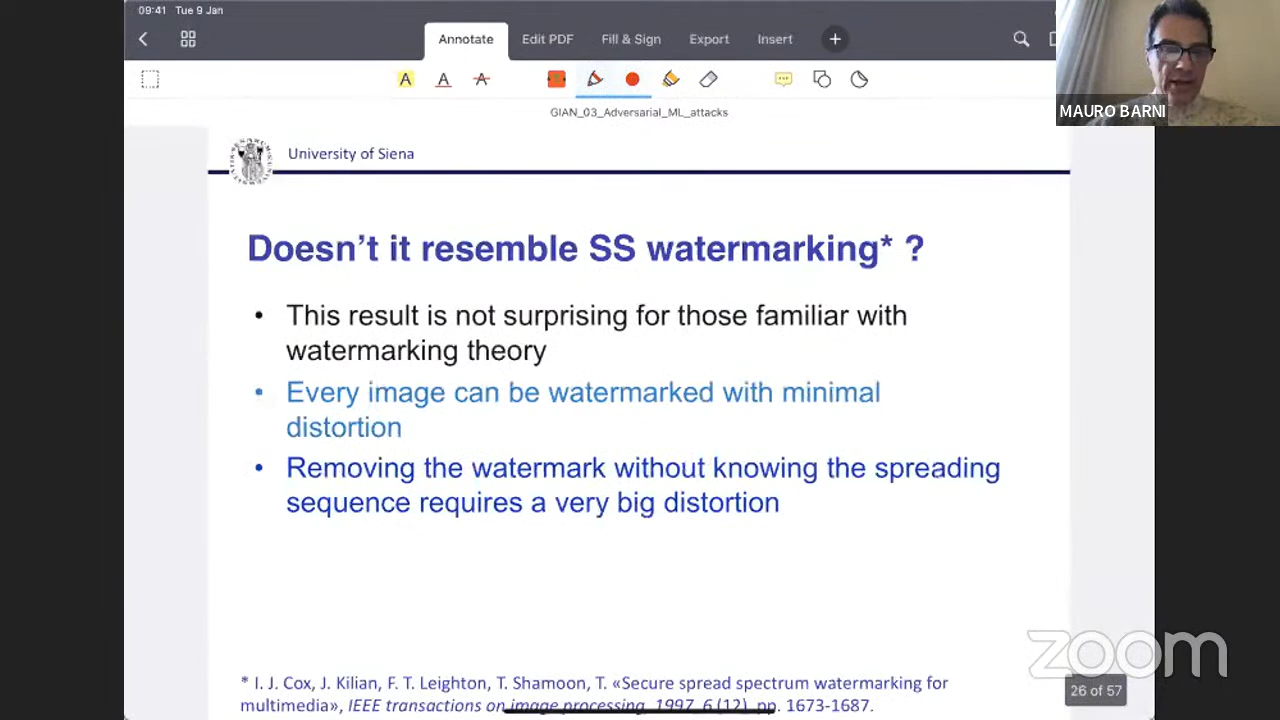 09:41 Tue 9 Jan
Annotate Edit PDF Fill & Sign Export Insert +
A A A
GIAN_03_Adversarial_ML_attacks
MAURO BARNI
University of Siena
Doesn't it resemble SS watermarking* ?
• This result is not surprising for those familiar with
watermarking theory
• Every image can be watermarked with minimal
distortion
• Removing the watermark without knowing the spreading
sequence requires a very big distortion
* I. J. Cox, J. Kilian, F. T. Leighton, T. Shamoon, T. «Secure spread spectrum watermarking for
multimedia», IEEE transactions on image processing, 1997, 6 (12), pp. 1673-1687.
zoom
26 of 57